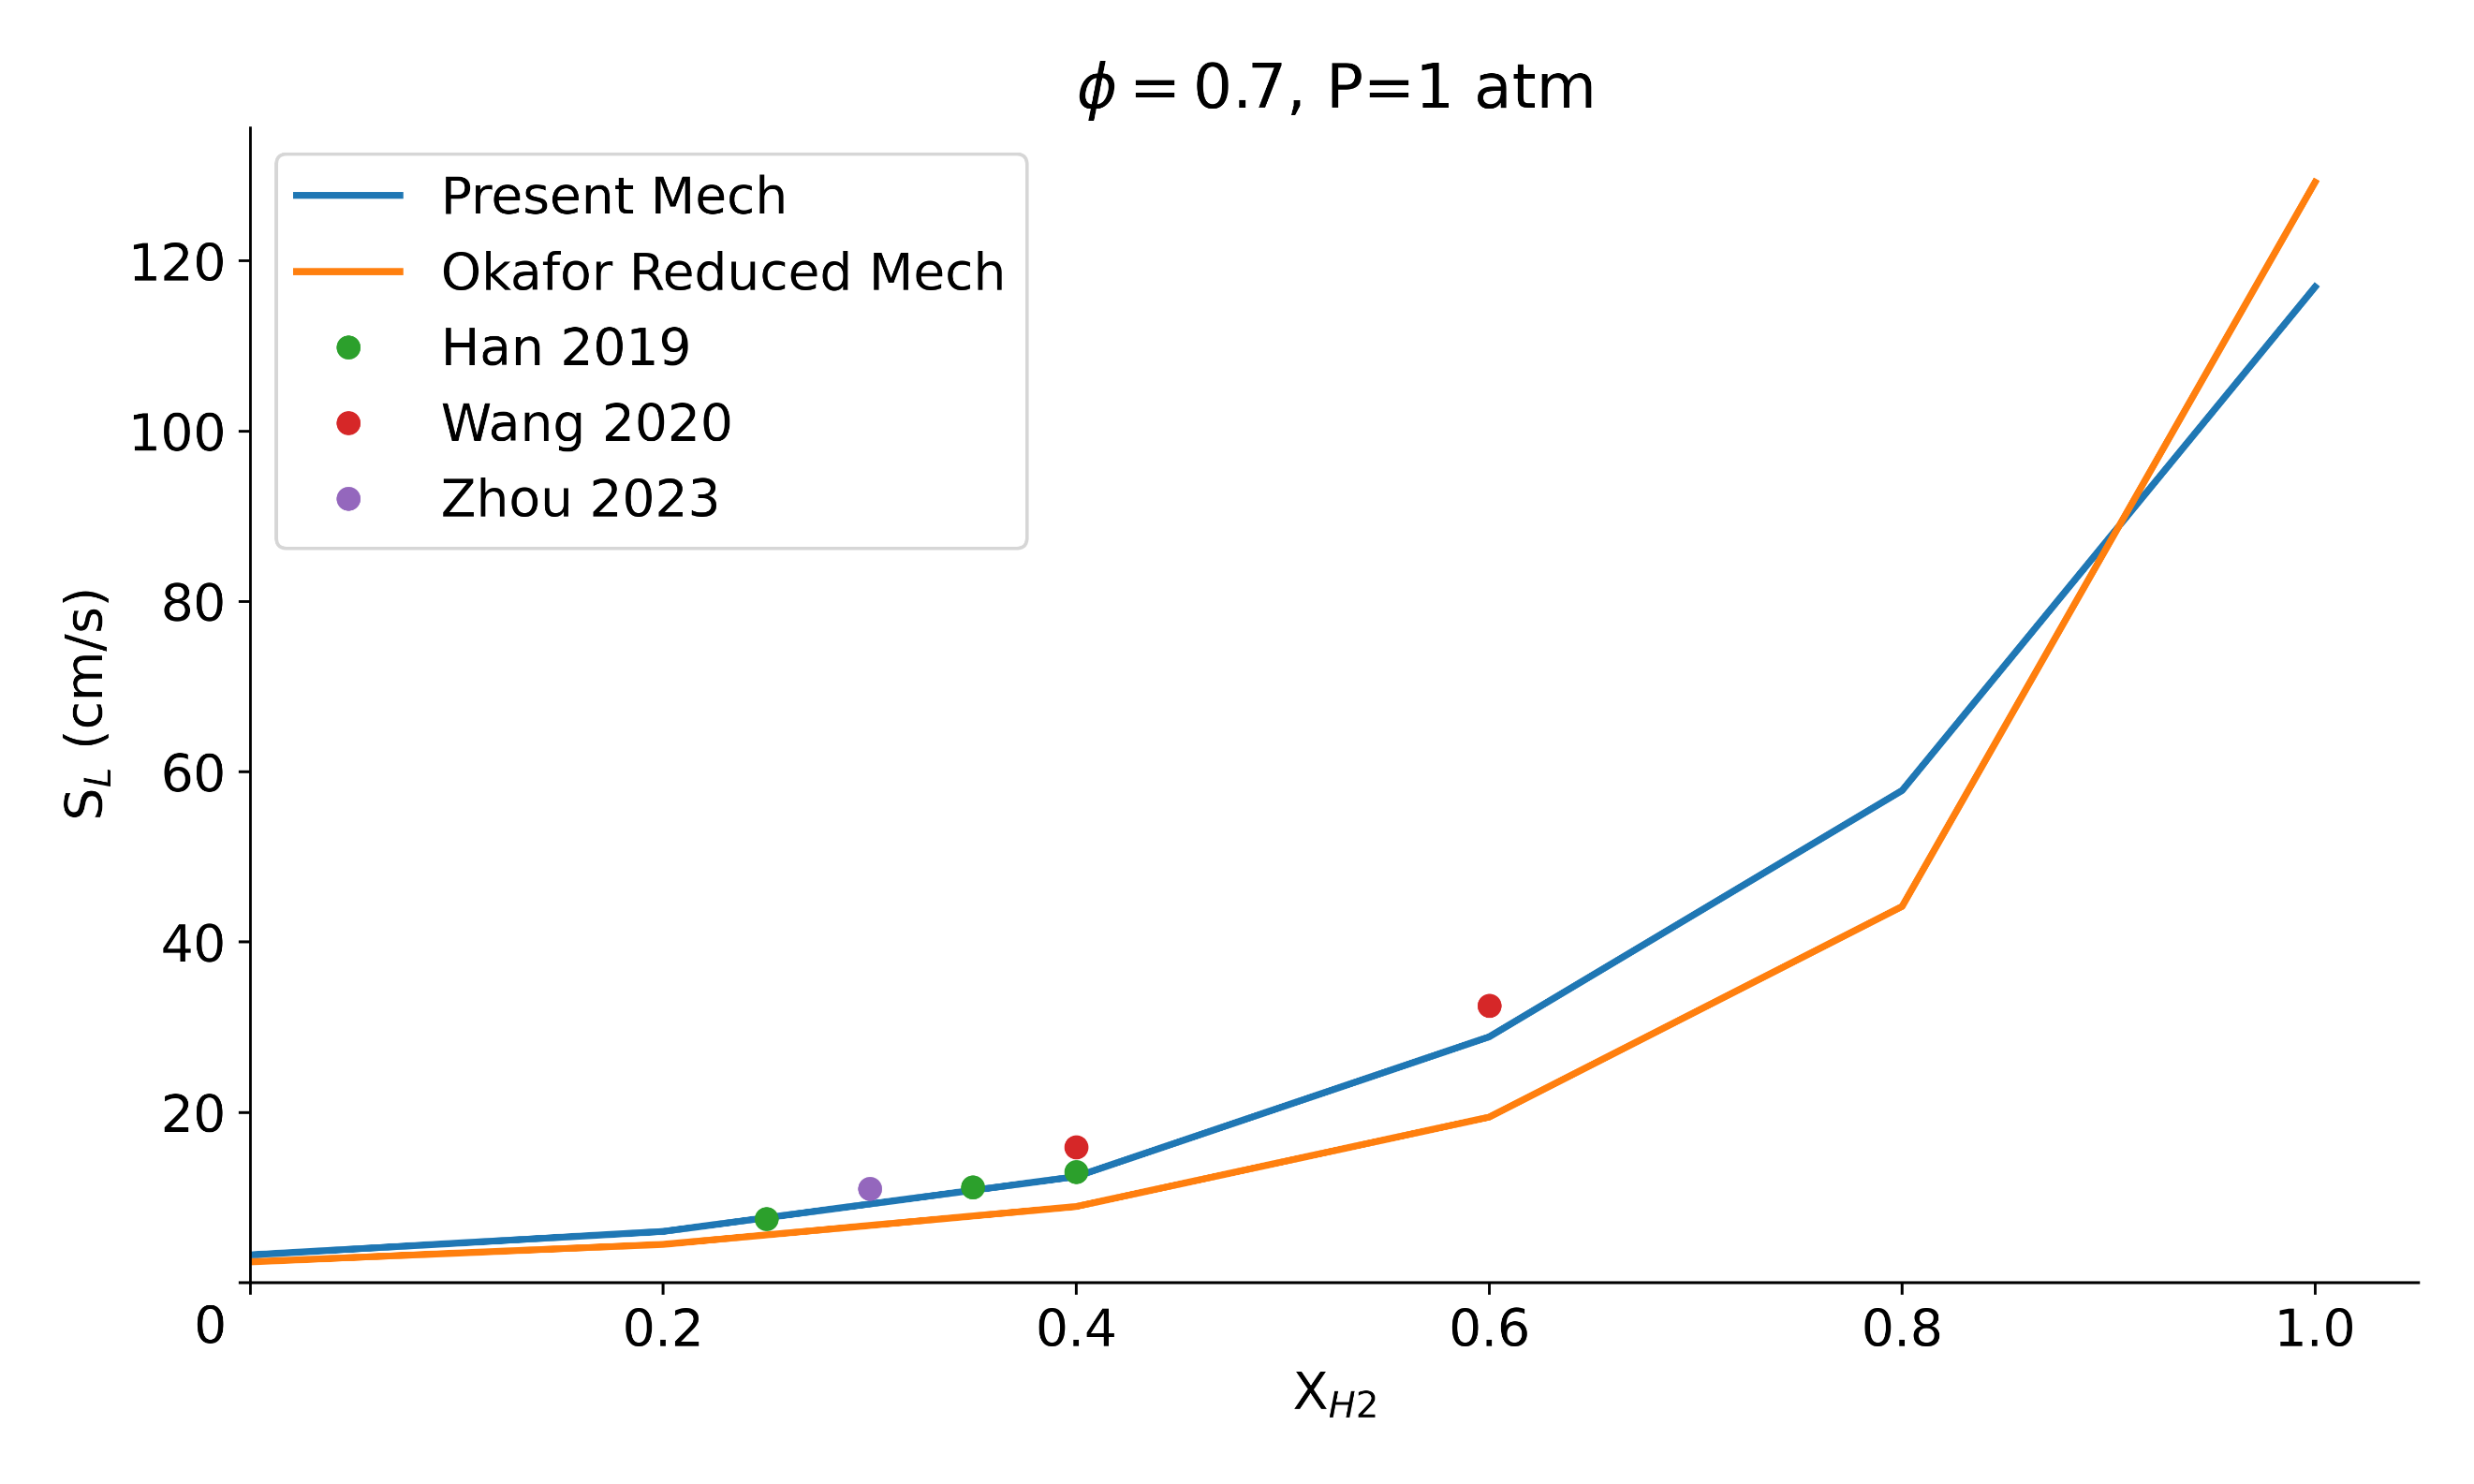 ϕ = 0.7, P=1 atm
Present Mech
Okafor Reduced Mech
Han 2019
Wang 2020
Zhou 2023
S_L (cm/s)
120
100
80
60
40
20
0
0.2
0.4
0.6
0.8
1.0
X_H2